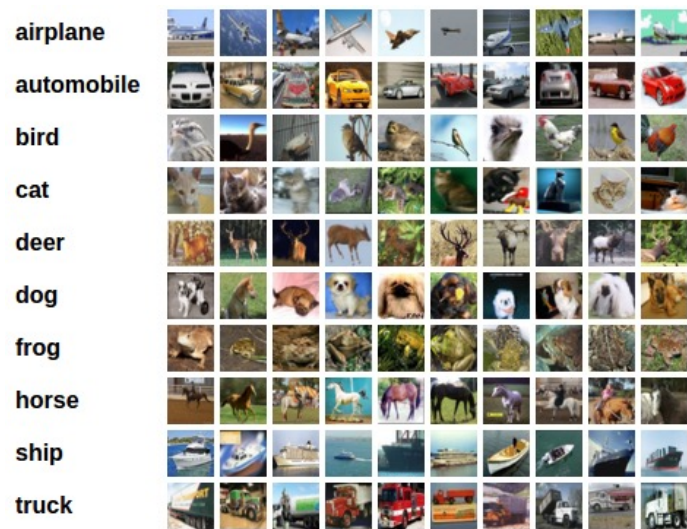 airplane
automobile
bird
cat
deer
dog
frog
horse
ship
truck